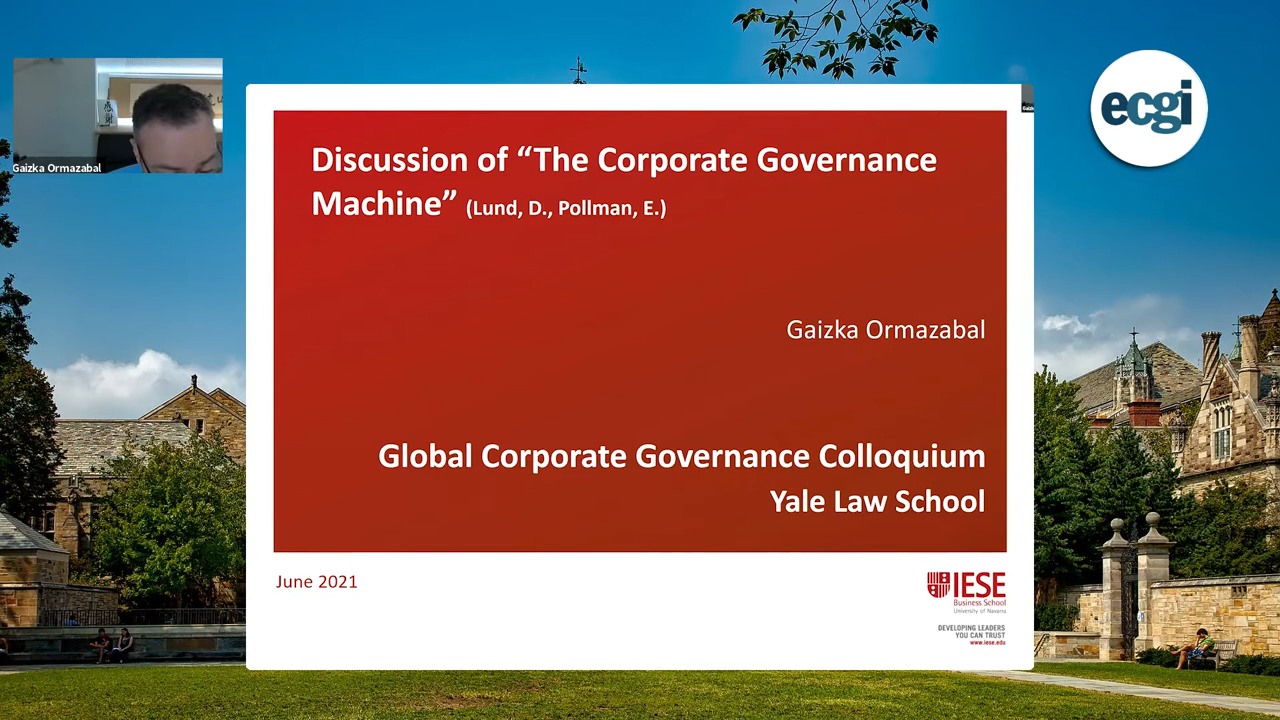 Gaizka Ormazabal
ecgi
Discussion of “The Corporate Governance
Machine” (Lund, D., Pollman, E.)
Gaizka Ormazabal
Global Corporate Governance Colloquium
Yale Law School
June 2021
IESE
Business School
University of Navarra
DEVELOPING LEADERS
YOU CAN TRUST
www.iese.edu